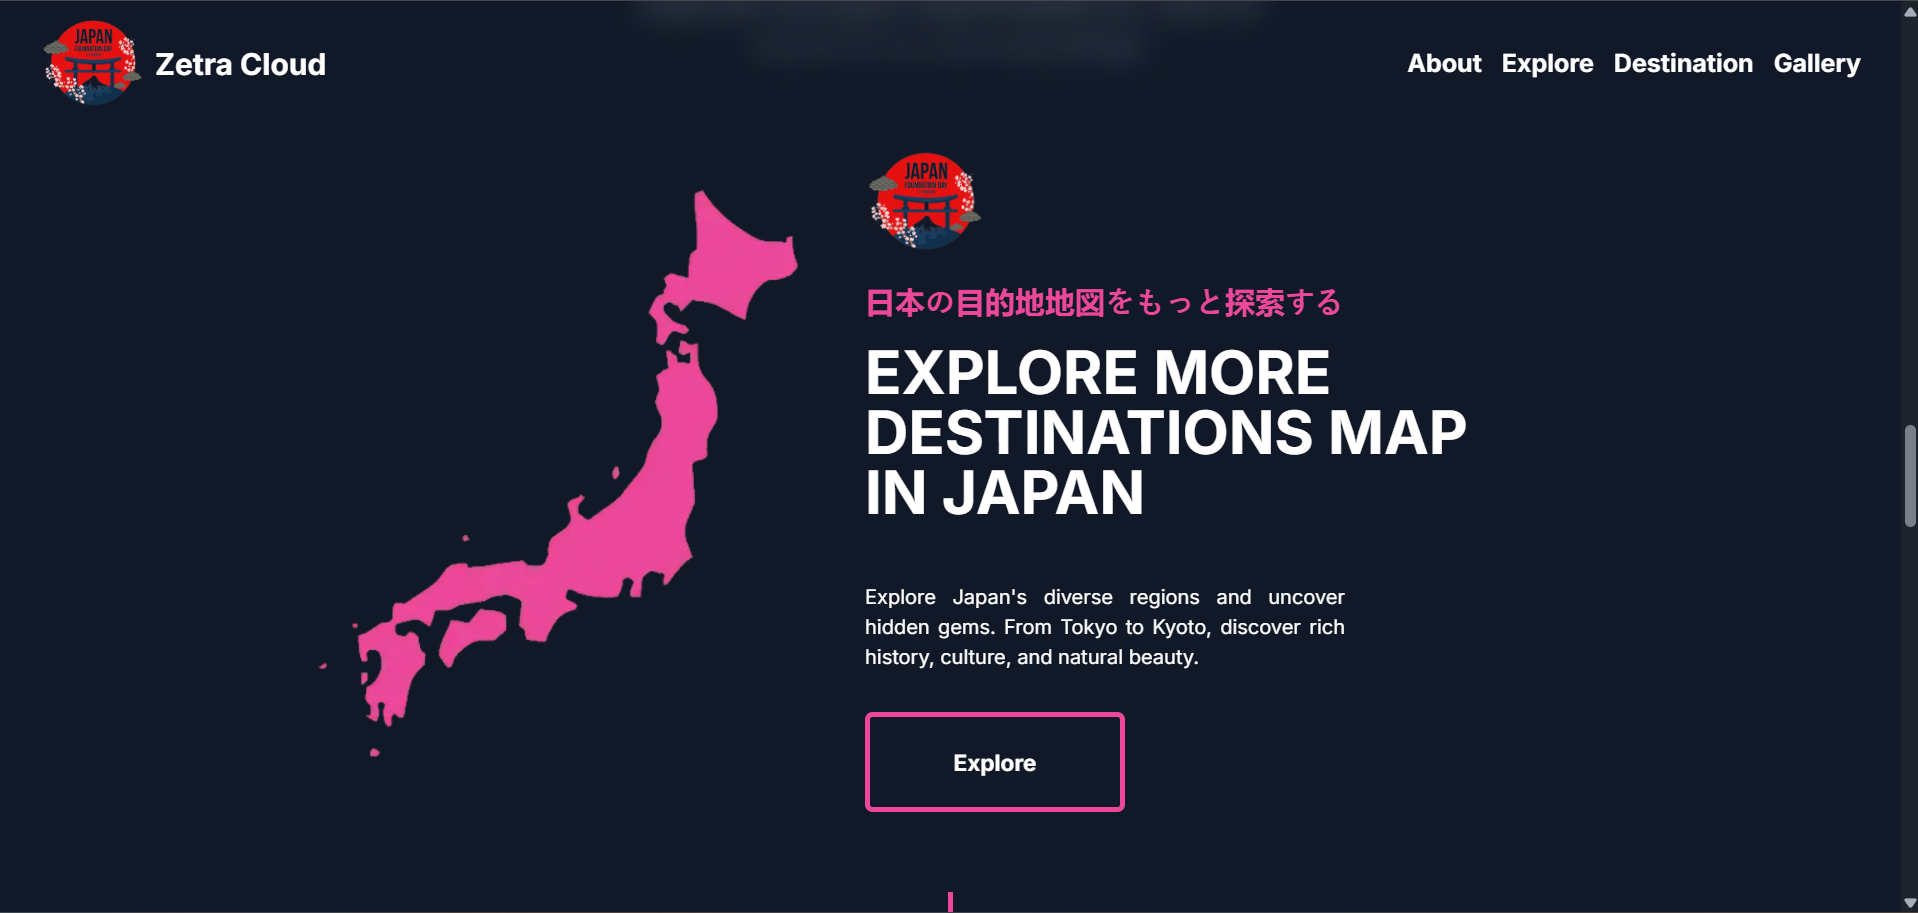 JAPAN
FOUNDATION DAY
Zetra Cloud
About Explore Destination Gallery
JAPAN
FOUNDATION DAY
日本の目的地地図をもっと探索する
EXPLORE MORE
DESTINATIONS MAP
IN JAPAN
Explore Japan's diverse regions and uncover
hidden gems. From Tokyo to Kyoto, discover rich
history, culture, and natural beauty.
Explore